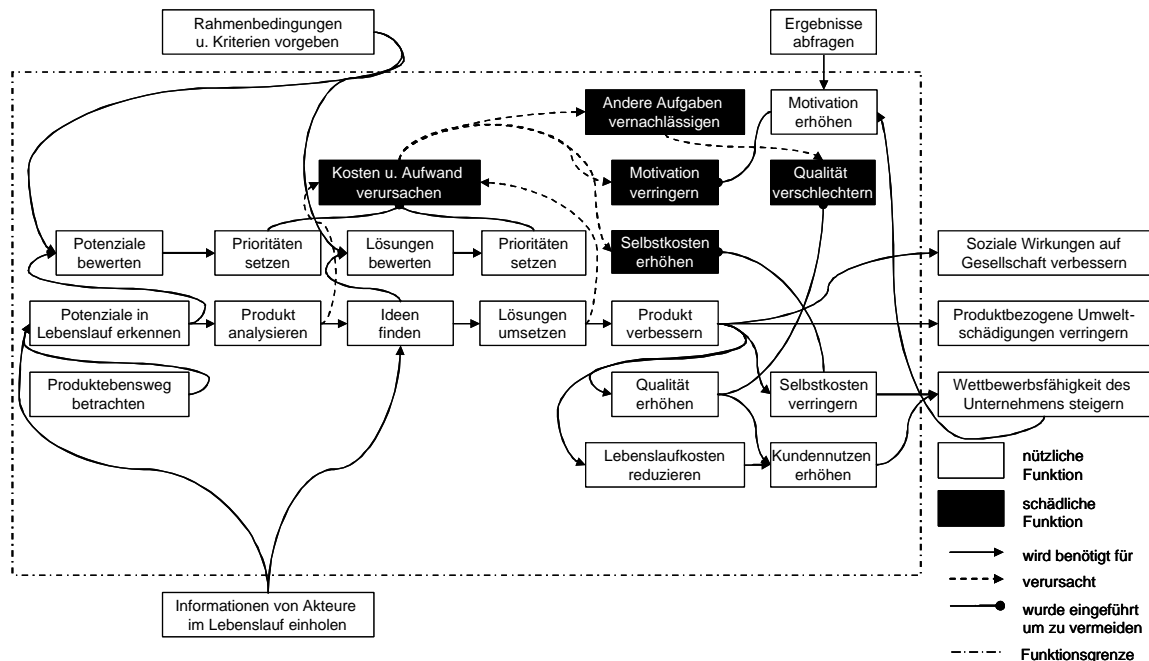 Rahmenbedingungen
u. Kriterien vorgeben
Ergebnisse
abfragen
Andere Aufgaben
vernachlässigen
Motivation
erhöhen
Kosten u. Aufwand
verursachen
Motivation
verringern
Qualität
verschlechtern
Potenziale
bewerten
Prioritäten
setzen
Lösungen
bewerten
Prioritäten
setzen
Selbstkosten
erhöhen
Soziale Wirkungen auf
Gesellschaft verbessern
Potenziale in
Lebenslauf erkennen
Produkt
analysieren
Ideen
finden
Lösungen
umsetzen
Produkt
verbessern
Produktbezogene Umwelt-
schädigungen verringern
Produktebensweg
betrachten
Qualität
erhöhen
Selbstkosten
verringern
Wettbewerbsfähigkeit des
Unternehmens steigern
Lebenslaufkosten
reduzieren
Kundennutzen
erhöhen
nützliche
Funktion
schädliche
Funktion
wird benötigt für
verursacht
wurde eingeführt
um zu vermeiden
Funktionsgrenze
Informationen von Akteure
im Lebenslauf einholen